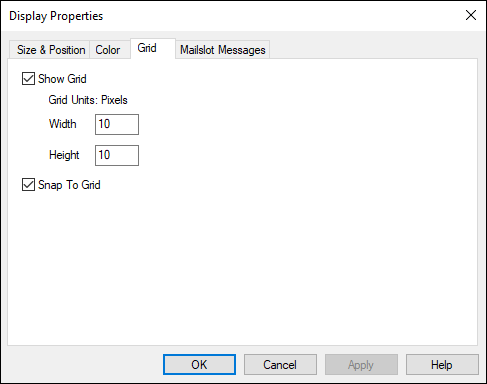 Display Properties
Size & Position Color Grid Mailslot Messages
Show Grid
Grid Units: Pixels
Width 10
Height 10
Snap To Grid
OK Cancel Apply Help